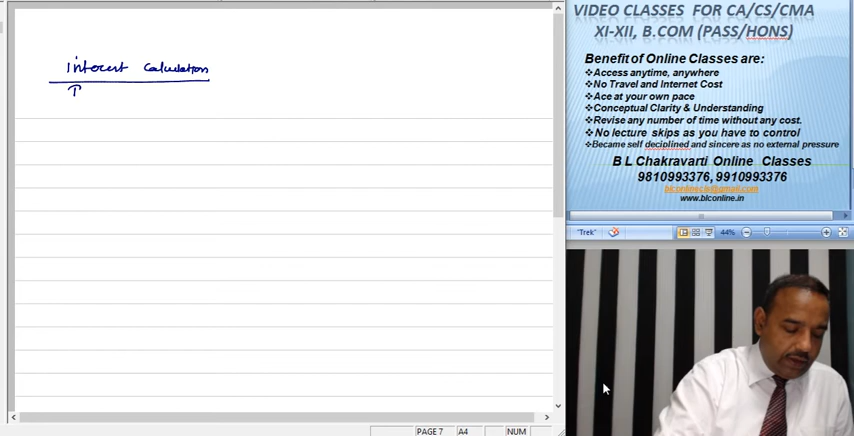 Interest Calculation
VIDEO CLASSES FOR CA/CS/CMA
XI-XII, B.COM (PASS/HONS)
Benefit of Online Classes are:
❖Access anytime, anywhere
❖No Travel and Internet Cost
❖Ace at your own pace
❖Conceptual Clarity & Understanding
❖Revise any number of time without any cost.
❖No lecture skips as you have to control
❖Became self deciplined and sincere as no external pressure
B L Chakravarti Online Classes
9810993376, 9910993376
www.blconline.in
"Trek"
44%
PAGE 7 A4 NUM